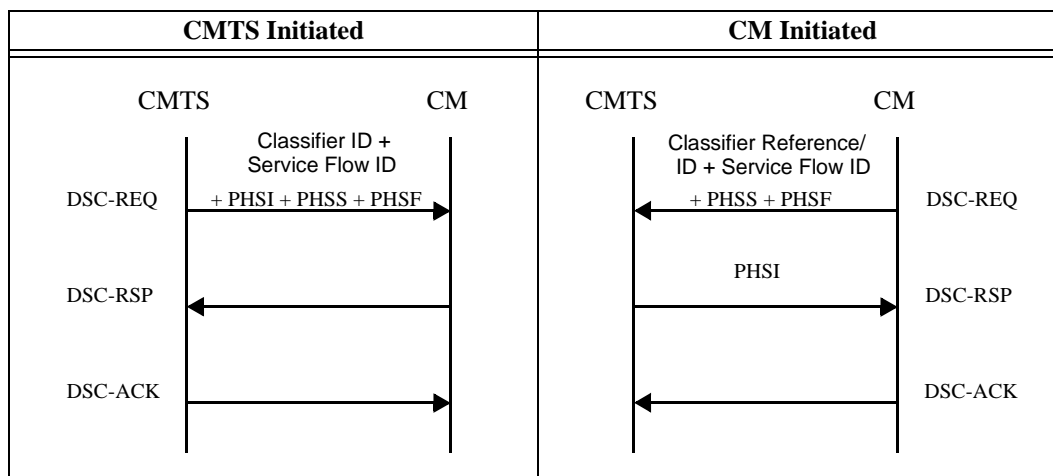 CMTS Initiated
CM Initiated
CMTS
CM
Classifier ID +
Service Flow ID
DSC-REQ
+ PHSI + PHSS + PHSF
DSC-RSP
DSC-ACK
CMTS
CM
Classifier Reference/
ID + Service Flow ID
+ PHSS + PHSF
DSC-REQ
PHSI
DSC-RSP
DSC-ACK